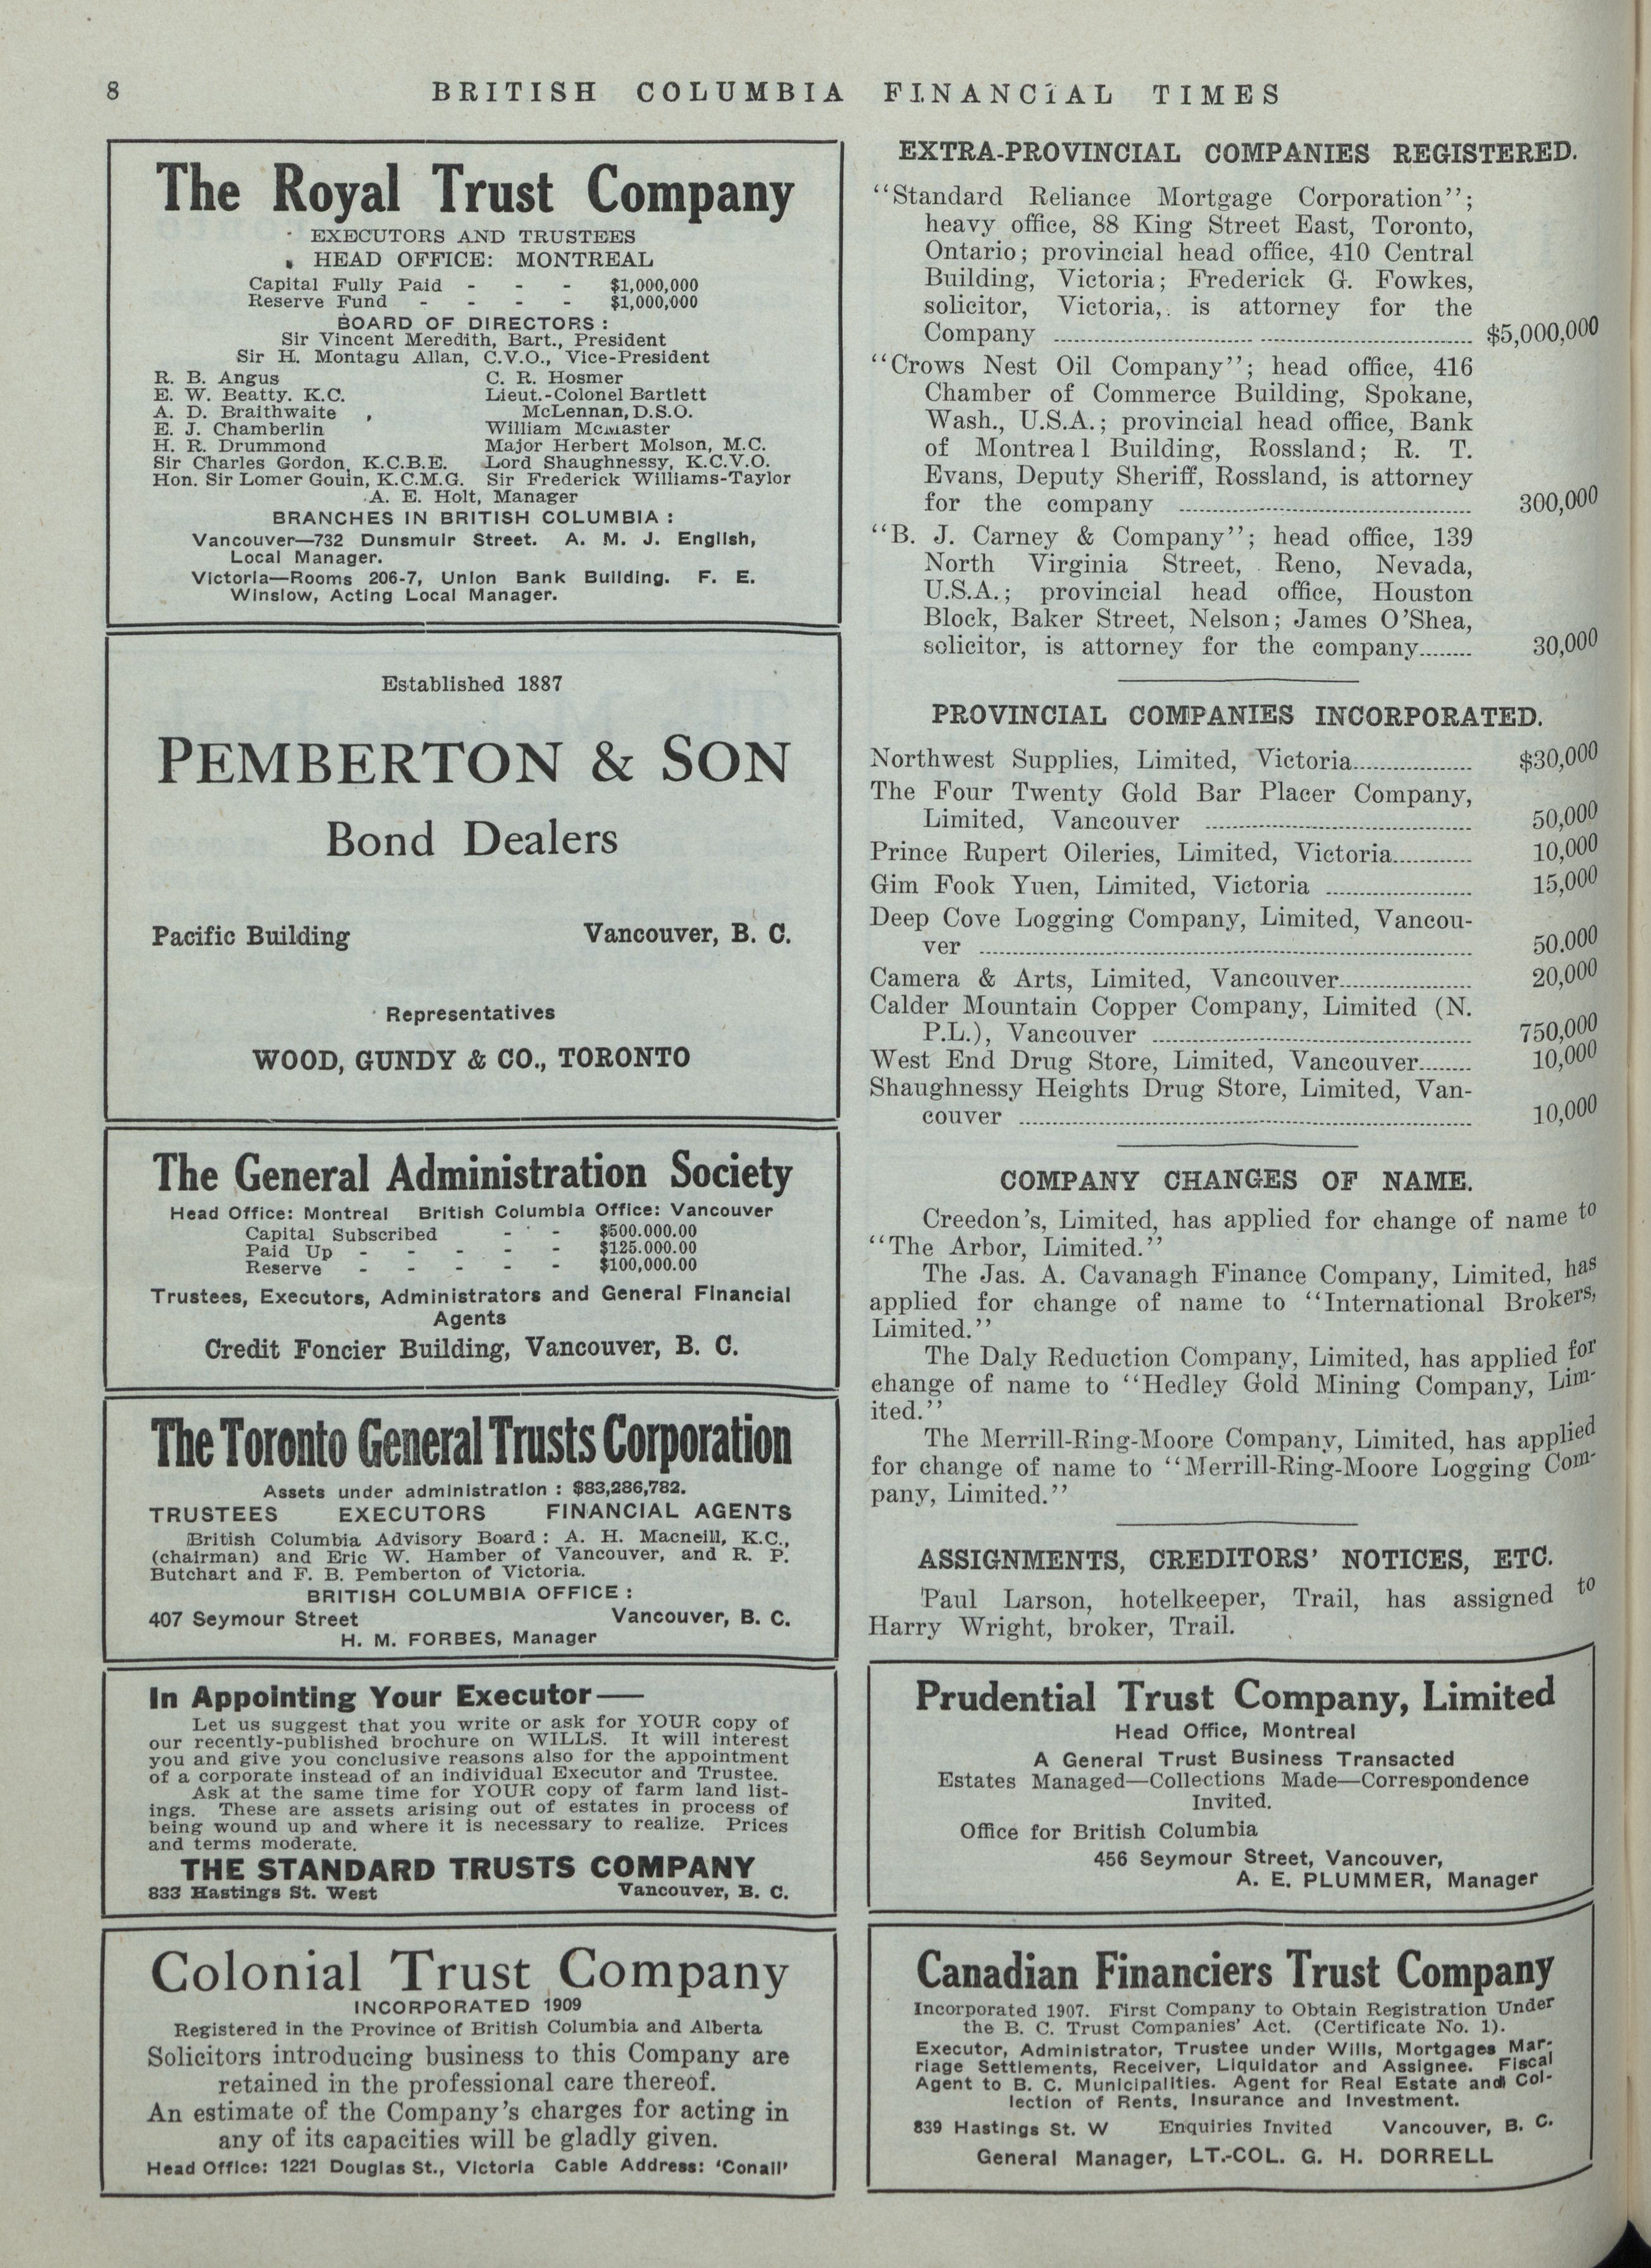 8
BRITISH COLUMBIA FINANCIAL TIMES
The Royal Trust Company
EXECUTORS AND TRUSTEES
HEAD OFFICE: MONTREAL
Capital Fully Paid - - - $1,000,000
Reserve Fund - - - - $1,000,000
BOARD OF DIRECTORS:
Sir Vincent Meredith, Bart., President
Sir H. Montagu Allan, C.V.O., Vice-President
R. B. Angus
E. W. Beatty. K.C.
A. D. Braithwaite
E. J. Chamberlin
H. R. Drummond
Sir Charles Gordon, K.C.B.E.
Hon. Sir Lomer Gouin, K.C.M.G.
C. R. Hosmer
Lieut.-Colonel Bartlett
McLennan, D.S.O.
William McMaster
Major Herbert Molson, M.C.
Lord Shaughnessy, K.C.V.O.
Sir Frederick Williams-Taylor
A. E. Holt, Manager
BRANCHES IN BRITISH COLUMBIA:
Vancouver—732 Dunsmuir Street. A. M. J. English,
Local Manager.
Victoria—Rooms 206-7, Union Bank Building. F. E.
Winslow, Acting Local Manager.
Established 1887
PEMBERTON & SON
Bond Dealers
Pacific Building Vancouver, B. C.
Representatives
WOOD, GUNDY & CO., TORONTO
The General Administration Society
Head Office: Montreal British Columbia Office: Vancouver
Capital Subscribed - - $500.000.00
Paid Up - - - - - $125.000.00
Reserve - - - - - $100,000.00
Trustees, Executors, Administrators and General Financial
Agents
Credit Foncier Building, Vancouver, B. C.
The Toronto General Trusts Corporation
Assets under administration: $83,286,782.
TRUSTEES EXECUTORS FINANCIAL AGENTS
British Columbia Advisory Board: A. H. Macneill, K.C.,
(chairman) and Eric W. Hamber of Vancouver, and R. P.
Butchart and F. B. Pemberton of Victoria.
BRITISH COLUMBIA OFFICE:
407 Seymour Street Vancouver, B. C.
H. M. FORBES, Manager
In Appointing Your Executor—
Let us suggest that you write or ask for YOUR copy of
our recently-published brochure on WILLS. It will interest
you and give you conclusive reasons also for the appointment
of a corporate instead of an individual Executor and Trustee.
Ask at the same time for YOUR copy of farm land list-
ings. These are assets arising out of estates in process of
being wound up and where it is necessary to realize. Prices
and terms moderate.
THE STANDARD TRUSTS COMPANY
833 Hastings St. West Vancouver, B. C.
Colonial Trust Company
INCORPORATED 1909
Registered in the Province of British Columbia and Alberta
Solicitors introducing business to this Company are
retained in the professional care thereof.
An estimate of the Company's charges for acting in
any of its capacities will be gladly given.
Head Office: 1221 Douglas St., Victoria Cable Address: 'Conall'
EXTRA-PROVINCIAL COMPANIES REGISTERED.
"Standard Reliance Mortgage Corporation";
heavy office, 88 King Street East, Toronto,
Ontario; provincial head office, 410 Central
Building, Victoria; Frederick G. Fowkes,
solicitor, Victoria,. is attorney for the
Company ........ $5,000,000
"Crows Nest Oil Company"; head office, 416
Chamber of Commerce Building, Spokane,
Wash., U.S.A.; provincial head office, Bank
of Montreal Building, Rossland; R. T.
Evans, Deputy Sheriff, Rossland, is attorney
for the company ........ 300,000
"B. J. Carney & Company"; head office, 139
North Virginia Street, Reno, Nevada,
U.S.A.; provincial head office, Houston
Block, Baker Street, Nelson; James O'Shea,
solicitor, is attorney for the company........ 30,000
PROVINCIAL COMPANIES INCORPORATED.
Northwest Supplies, Limited, Victoria........ $30,000
The Four Twenty Gold Bar Placer Company,
Limited, Vancouver ........ 50,000
Prince Rupert Oileries, Limited, Victoria........ 10,000
Gim Fook Yuen, Limited, Victoria ........ 15,000
Deep Cove Logging Company, Limited, Vancou-
ver ........ 50.000
Camera & Arts, Limited, Vancouver........ 20,000
Calder Mountain Copper Company, Limited (N.
P.L.), Vancouver ........ 750,000
West End Drug Store, Limited, Vancouver........ 10,000
Shaughnessy Heights Drug Store, Limited, Van-
couver ........ 10,000
COMPANY CHANGES OF NAME.
Creedon's, Limited, has applied for change of name to
"The Arbor, Limited."
The Jas. A. Cavanagh Finance Company, Limited, has
applied for change of name to "International Brokers,
Limited."
The Daly Reduction Company, Limited, has applied for
change of name to "Hedley Gold Mining Company, Lim-
ited."
The Merrill-Ring-Moore Company, Limited, has applied
for change of name to "Merrill-Ring-Moore Logging Com-
pany, Limited."
ASSIGNMENTS, CREDITORS' NOTICES, ETC.
Paul Larson, hotelkeeper, Trail, has assigned to
Harry Wright, broker, Trail.
Prudential Trust Company, Limited
Head Office, Montreal
A General Trust Business Transacted
Estates Managed—Collections Made—Correspondence
Invited.
Office for British Columbia
456 Seymour Street, Vancouver,
A. E. PLUMMER, Manager
Canadian Financiers Trust Company
Incorporated 1907. First Company to Obtain Registration Under
the B. C. Trust Companies' Act. (Certificate No. 1).
Executor, Administrator, Trustee under Wills, Mortgages Mar-
riage Settlements, Receiver, Liquidator and Assignee. Fiscal
Agent to B. C. Municipalities. Agent for Real Estate and Col-
lection of Rents, Insurance and Investment.
839 Hastings St. W Enquiries Invited Vancouver, B. C.
General Manager, LT.-COL. G. H. DORRELL